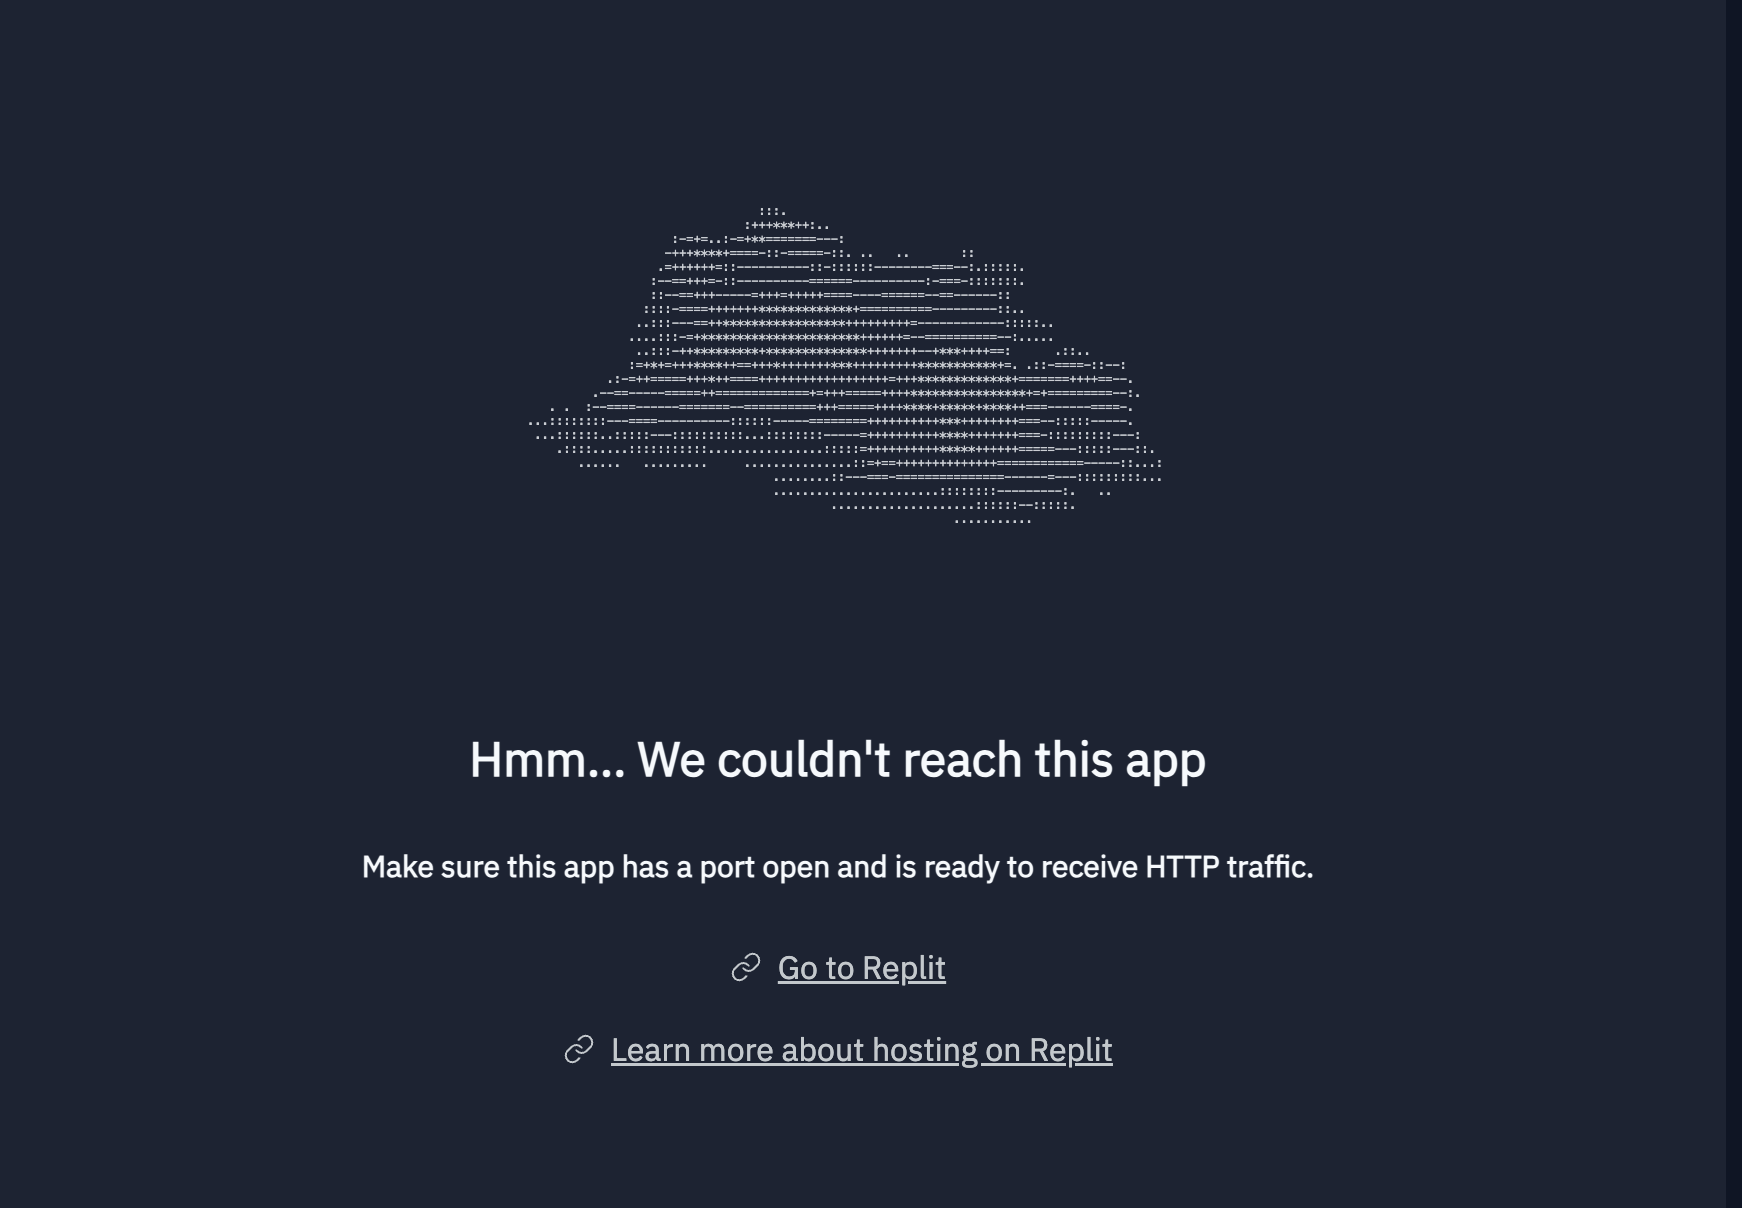 Hmm... We couldn't reach this app
Make sure this app has a port open and is ready to receive HTTP traffic.
Go to Replit
Learn more about hosting on Replit